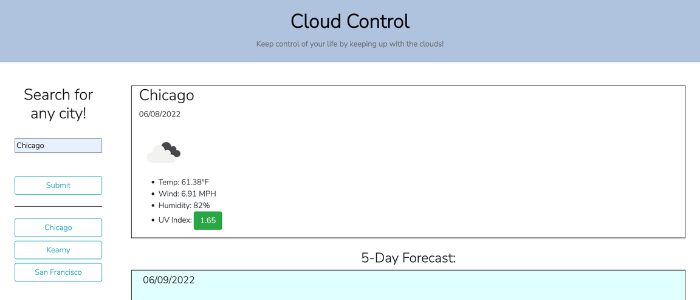 Cloud Control
Keep control of your life by keeping up with the clouds!
Search for
any city!
Chicago
Submit
Chicago
Kearny
San Francisco
Chicago
06/08/2022
Temp: 61.38°F
Wind: 6.91 MPH
Humidity: 82%
UV Index: 1.65
5-Day Forecast:
06/09/2022